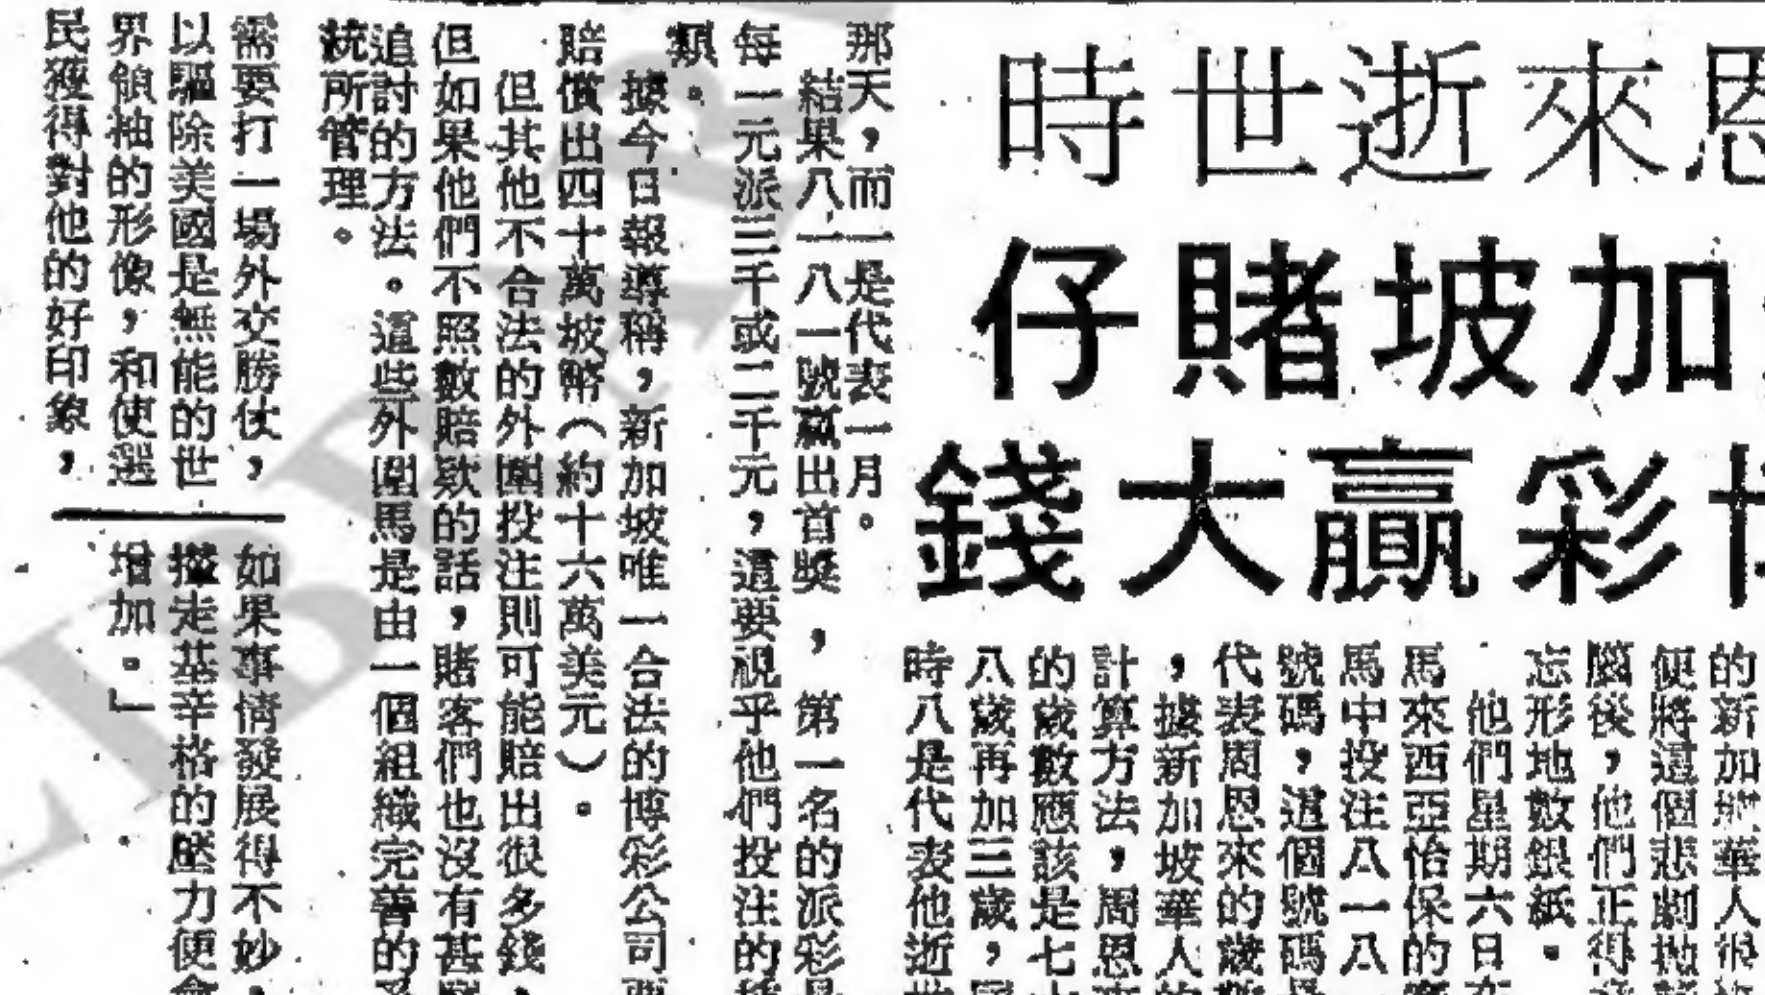 恩來逝世時
加坡賭仔
彩贏大錢
的新加坡華人很
便將這個悲劇拋
腦後，他們正得意
忘形地數銀紙。
他們星期六日在
馬來西亞怡保的賽
馬中投注八一八
號碼，這個號碼是
代表周恩來的歲數
，據新加坡華人的
計算方法，周恩來
的歲數應該是七十
八歲再加三歲，同
時八是代表他逝世
那天，而一是代表一月。
結果八一八一號贏出首獎，第一名的派彩是
每一元派三千或二千元，這要視乎他們投注的種
類。
據今日報導稱，新加坡唯一合法的博彩公司要
賠償出四十萬坡幣（約十六萬美元）。
但其他不合法的外圍投注則可能賠出很多錢，
但如果他們不照數賠欵的話，賭客們也沒有甚麼
追討的方法。這些外圍馬是由一個組織完善的系
統所管理。
需要打一場外交勝仗，
以驅除美國是無能的世
界領袖的形像，和使選
民獲得對他的好印象，
如果事情發展得不妙，
攆走基辛格的壓力便會
增加。」